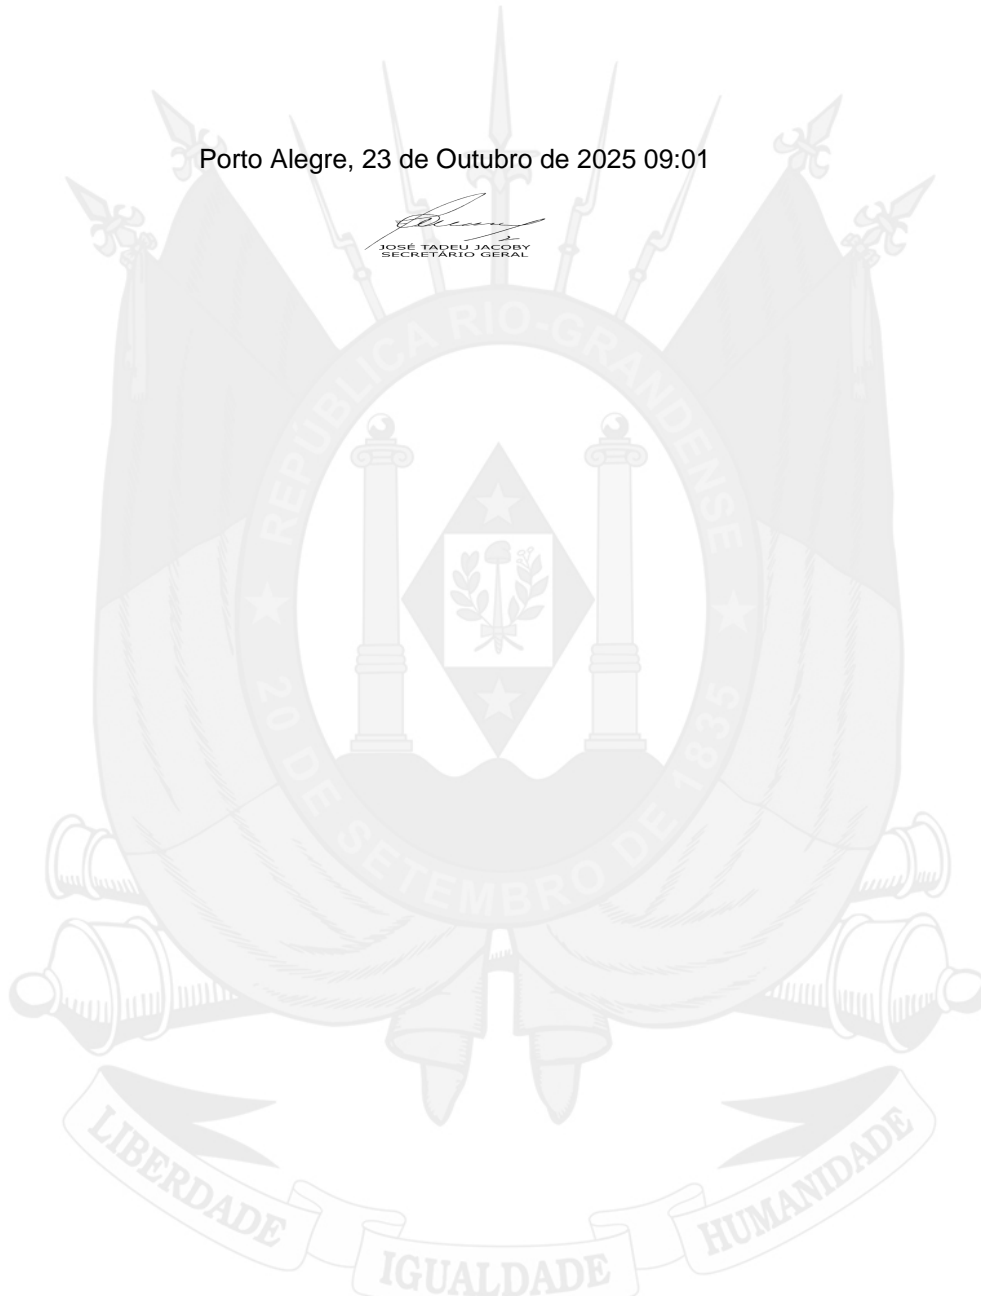 Porto Alegre, 23 de Outubro de 2025 09:01
JOSÉ TADEU JACOBY
SECRETÁRIO GERAL
REPÚBLICA RIO-GRANDENSE
20 DE SETEMBRO DE 1835
LIBERDADE
IGUALDADE
HUMANIDADE